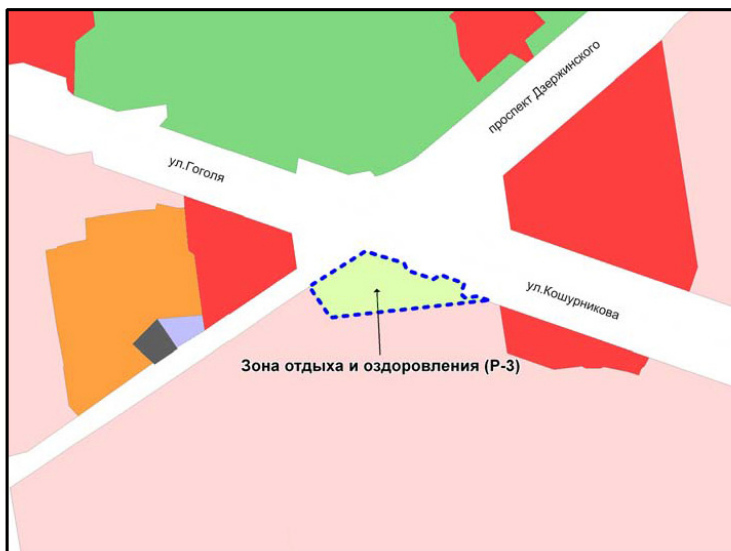 проспект Дзержинского
ул.Гоголя
ул.Кошурникова
Зона отдыха и оздоровления (Р-3)